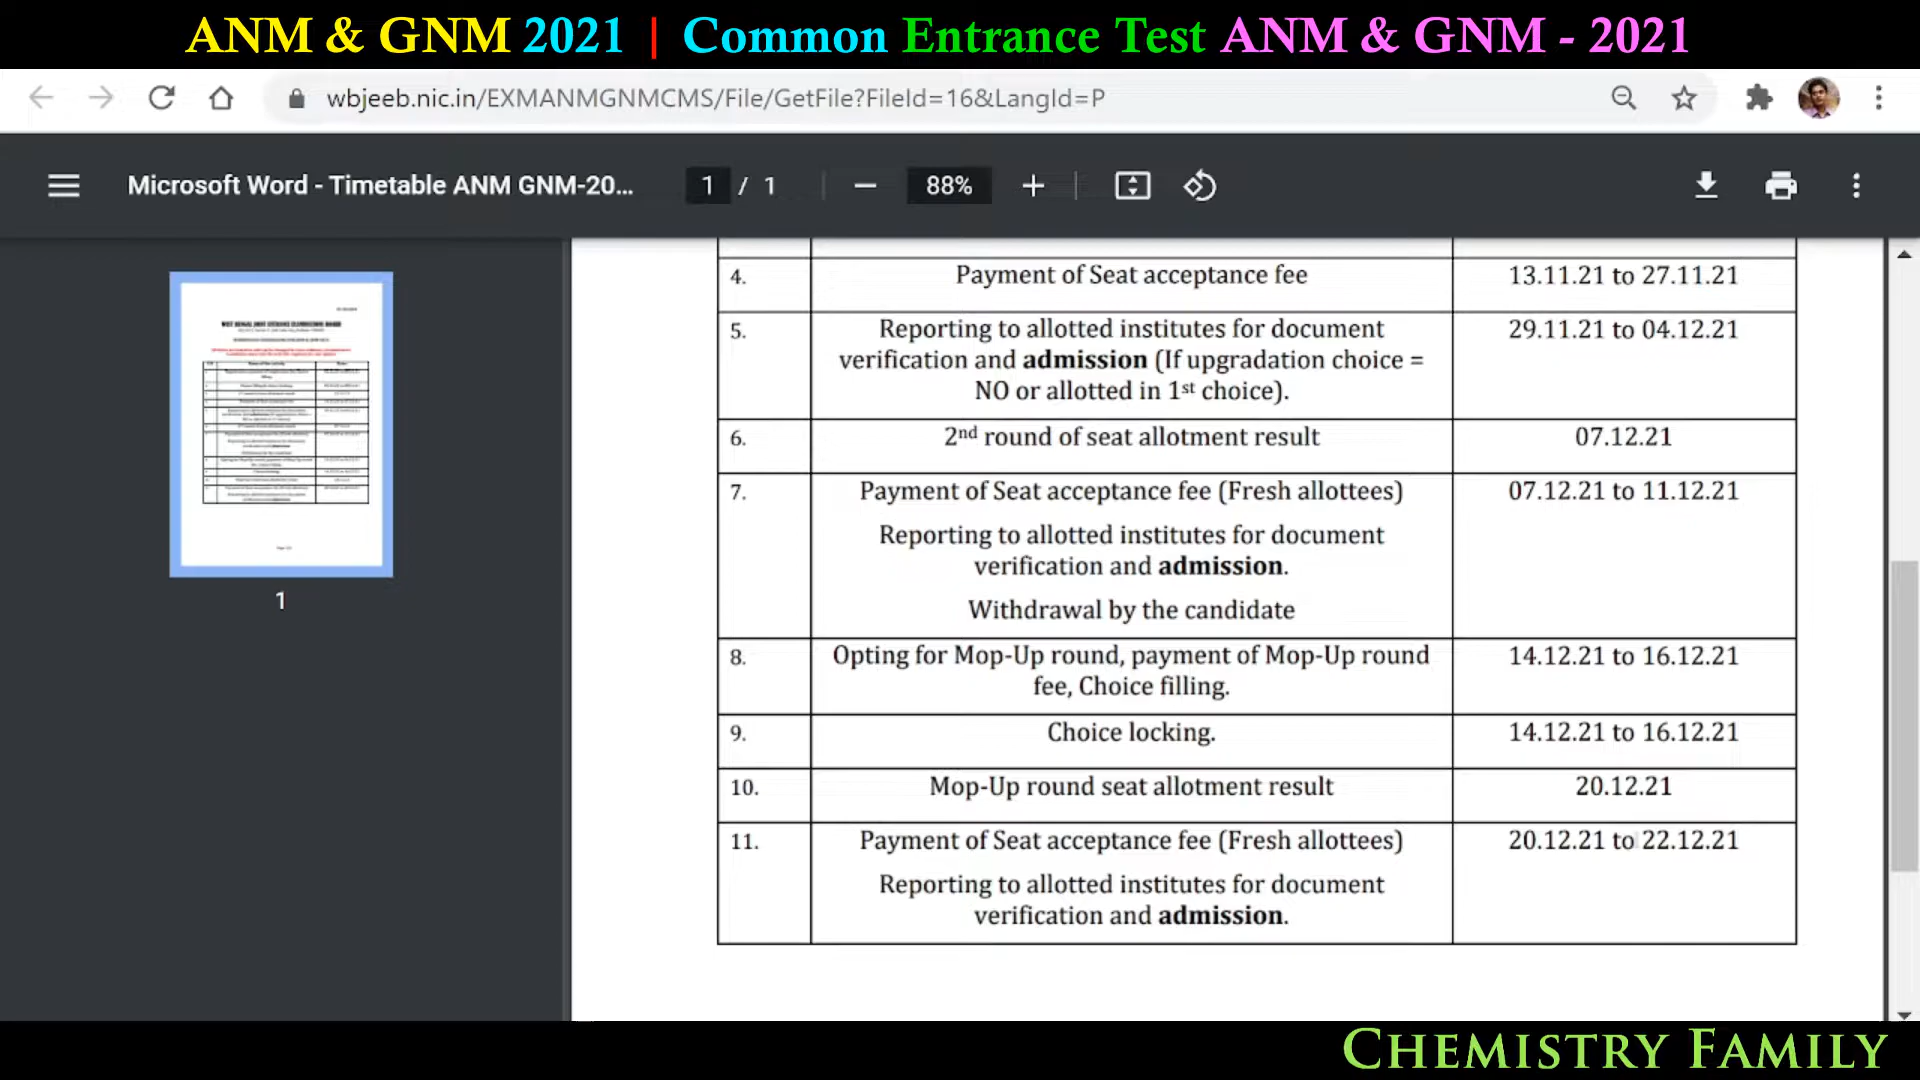 ANM & GNM 2021 | Common Entrance Test ANM & GNM - 2021
wbjeeb.nic.in/EXMANMGNMCMS/File/GetFile?FileId=16&LangId=P
Microsoft Word - Timetable ANM GNM-20... 1 / 1 88%
1
4. Payment of Seat acceptance fee 13.11.21 to 27.11.21
5. Reporting to allotted institutes for document 29.11.21 to 04.12.21
verification and admission (If upgradation choice =
NO or allotted in 1st choice).
6. 2nd round of seat allotment result 07.12.21
7. Payment of Seat acceptance fee (Fresh allottees) 07.12.21 to 11.12.21
Reporting to allotted institutes for document
verification and admission.
Withdrawal by the candidate
8. Opting for Mop-Up round, payment of Mop-Up round 14.12.21 to 16.12.21
fee, Choice filling.
9. Choice locking. 14.12.21 to 16.12.21
10. Mop-Up round seat allotment result 20.12.21
11. Payment of Seat acceptance fee (Fresh allottees) 20.12.21 to 22.12.21
Reporting to allotted institutes for document
verification and admission.
CHEMISTRY FAMILY